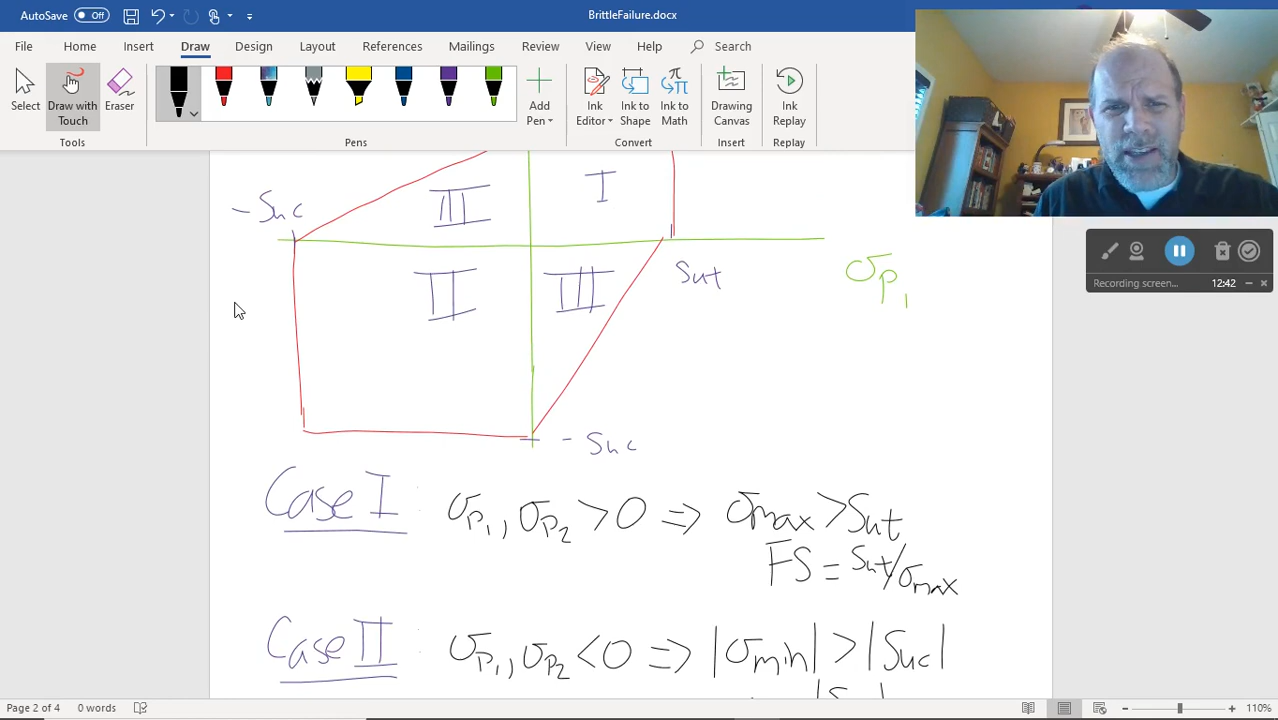 AutoSave Off BrittleFailure.docx
File Home Insert Draw Design Layout References Mailings Review View Help Search
Select Draw with Touch Eraser Add Pen Ink Editor Ink to Shape Ink to Math Drawing Canvas Ink Replay
Tools Pens Convert Insert Replay
-Suc III I
II III Sut σp1
Recording screen... 12:42
- Suc
Case I : σp1, σp2 > 0 ⇒ σmax > Sut
FS = Sut/σmax
Case II : σp1, σp2 < 0 ⇒ |σmin| > |Suc|
Page 2 of 4 0 words 110%